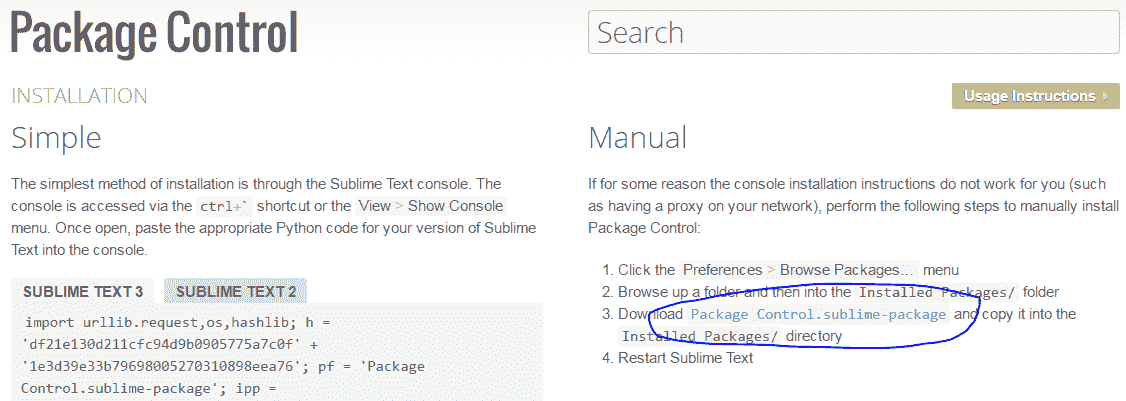 Package Control
Search
INSTALLATION
Usage Instructions
Simple
The simplest method of installation is through the Sublime Text console. The
console is accessed via the ctrl+` shortcut or the View > Show Console
menu. Once open, paste the appropriate Python code for your version of Sublime
Text into the console.
SUBLIME TEXT 3 SUBLIME TEXT 2
import urllib.request,os,hashlib; h =
'df21e130d211cfc94d9b0905775a7c0f' +
'1e3d39e33b79698005270310898eea76'; pf = 'Package
Control.sublime-package'; ipp =
Manual
If for some reason the console installation instructions do not work for you (such
as having a proxy on your network), perform the following steps to manually install
Package Control:
1. Click the Preferences > Browse Packages... menu
2. Browse up a folder and then into the Installed Packages/ folder
3. Download Package Control.sublime-package and copy it into the
Installed Packages/ directory
4. Restart Sublime Text